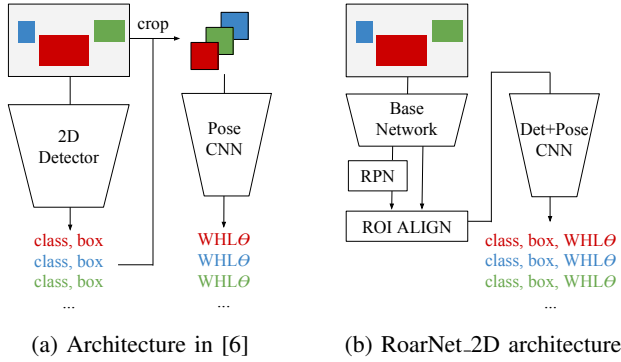 crop
2D
Detector
Pose
CNN
class, box
class, box
class, box
...
WHLΘ
WHLΘ
WHLΘ
...
(a) Architecture in [6]
Base
Network
RPN
ROI ALIGN
Det+Pose
CNN
class, box, WHLΘ
class, box, WHLΘ
class, box, WHLΘ
...
(b) RoarNet_2D architecture